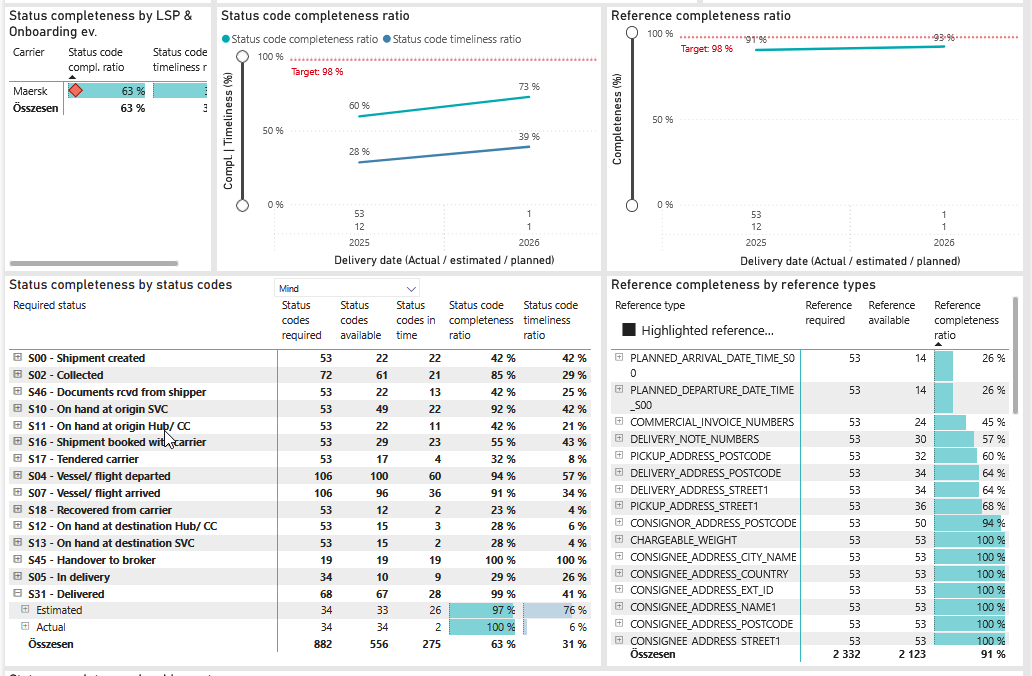 Status completeness by LSP &
Onboarding ev.
Carrier Status code Status code
compl. ratio timeliness r
Maersk 63 %
Összesen 63 %
Status code completeness ratio
Status code completeness ratio Status code timeliness ratio
Compl. | Timeliness (%)
100 %
Target: 98 %
60 % 73 %
50 %
28 % 39 %
0 %
53 1
12 1
2025 2026
Delivery date (Actual / estimated / planned)
Reference completeness ratio
Completeness (%)
100 %
91 % 93 %
Target: 98 %
50 %
0 %
53 1
12 1
2025 2026
Delivery date (Actual / estimated / planned)
Status completeness by status codes
Mind
Required status Status codes required Status codes available Status codes in time Status code completeness ratio Status code timeliness ratio
S00 - Shipment created 53 22 22 42 % 42 %
S02 - Collected 72 61 21 85 % 29 %
S46 - Documents rcvd from shipper 53 22 13 42 % 25 %
S10 - On hand at origin SVC 53 49 22 92 % 42 %
S11 - On hand at origin Hub/ CC 53 22 11 42 % 21 %
S16 - Shipment booked with carrier 53 29 23 55 % 43 %
S17 - Tendered carrier 53 17 4 32 % 8 %
S04 - Vessel/ flight departed 106 100 60 94 % 57 %
S07 - Vessel/ flight arrived 106 96 36 91 % 34 %
S18 - Recovered from carrier 53 12 2 23 % 4 %
S12 - On hand at destination Hub/ CC 53 15 3 28 % 6 %
S13 - On hand at destination SVC 53 15 2 28 % 4 %
S45 - Handover to broker 19 19 19 100 % 100 %
S05 - In delivery 34 10 9 29 % 26 %
S31 - Delivered 68 67 28 99 % 41 %
Estimated 34 33 26 97 % 76 %
Actual 34 34 2 100 % 6 %
Összesen 882 556 275 63 % 31 %
Reference completeness by reference types
Reference type Reference required Reference available Reference completeness ratio
Highlighted reference...
PLANNED_ARRIVAL_DATE_TIME_S0 53 14 26 %
0
PLANNED_DEPARTURE_DATE_TIME 53 14 26 %
_S00
COMMERCIAL_INVOICE_NUMBERS 53 24 45 %
DELIVERY_NOTE_NUMBERS 53 30 57 %
PICKUP_ADDRESS_POSTCODE 53 32 60 %
DELIVERY_ADDRESS_POSTCODE 53 34 64 %
DELIVERY_ADDRESS_STREET1 53 34 64 %
PICKUP_ADDRESS_STREET1 53 36 68 %
CONSIGNOR_ADDRESS_POSTCODE 53 50 94 %
CHARGEABLE_WEIGHT 53 53 100 %
CONSIGNEE_ADDRESS_CITY_NAME 53 53 100 %
CONSIGNEE_ADDRESS_COUNTRY 53 53 100 %
CONSIGNEE_ADDRESS_EXT_ID 53 53 100 %
CONSIGNEE_ADDRESS_NAME1 53 53 100 %
CONSIGNEE_ADDRESS_POSTCODE 53 53 100 %
CONSIGNEE_ADDRESS_STREET1 53 53 100 %
Összesen 2 332 2 123 91 %